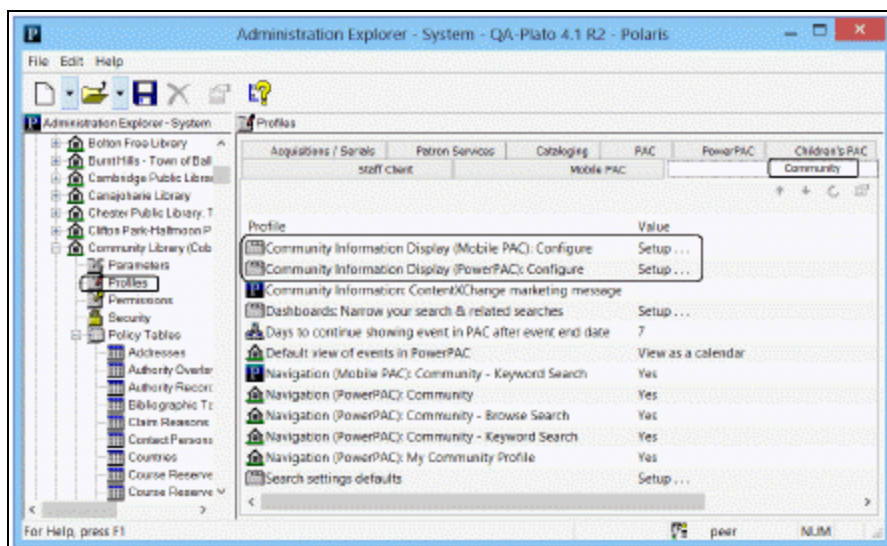 Administration Explorer - System - QA-Plato 4.1 R2 - Polaris
File Edit Help
Administration Explorer - System
Profiles
Bolton Free Library
Burnt Hills - Town of Ball
Cambridge Public Librar
Canajoharie Library
Chester Public Library, T
Clifton Park-Halfmoon P
Community Library (Cob
Parameters
Profiles
Permissions
Security
Policy Tables
Addresses
Authority Overlay
Authority Record
Bibliographic Ty
Claim Reasons
Contact Persons
Countries
Course Reserve
Course Reserve
Acquisitions / Serials Patron Services Cataloging PAC PowerPAC Children's PAC
Staff Client Mobile PAC Community
Profile Value
Community Information Display (Mobile PAC): Configure Setup . . .
Community Information Display (PowerPAC): Configure Setup . . .
Community Information: ContentXChange marketing message
Dashboards: Narrow your search & related searches Setup . . .
Days to continue showing event in PAC after event end date 7
Default view of events in PowerPAC View as a calendar
Navigation (Mobile PAC): Community - Keyword Search Yes
Navigation (PowerPAC): Community Yes
Navigation (PowerPAC): Community - Browse Search Yes
Navigation (PowerPAC): Community - Keyword Search Yes
Navigation (PowerPAC): My Community Profile Yes
Search settings defaults Setup . . .
For Help, press F1 peer NUM